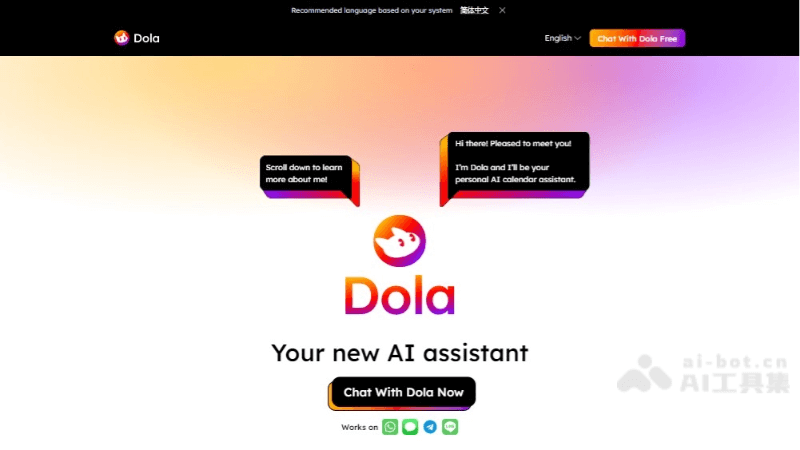 Recommended language based on your system 简体中文
Dola
English
Chat With Dola Free
Hi there! Pleased to meet you!
I'm Dola and I'll be your
personal AI calendar assistant.
Scroll down to learn
more about me!
Dola
Your new AI assistant
Chat With Dola Now
Works on
LINE
ai-bot.cn
AI工具集